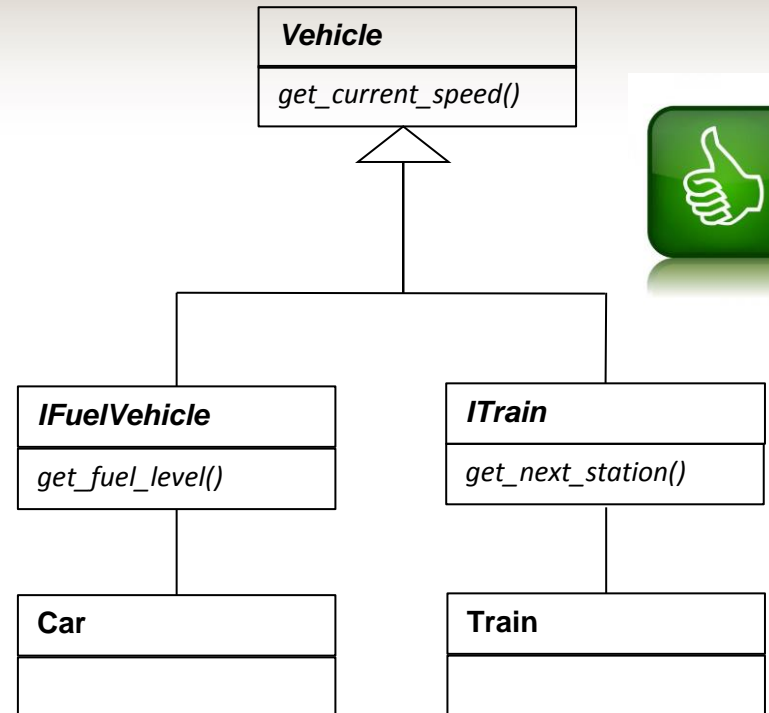 Vehicle
get_current_speed()
IFuelVehicle
get_fuel_level()
ITrain
get_next_station()
Car
Train